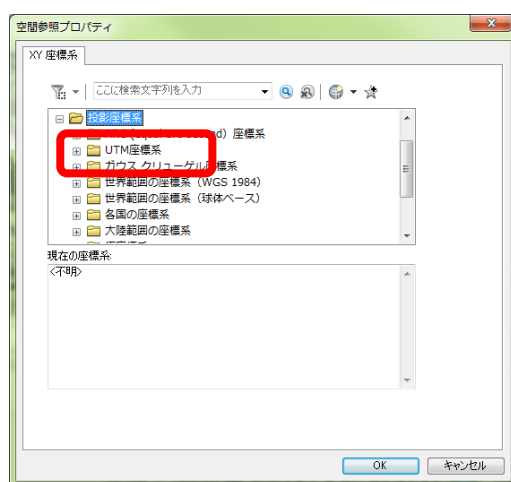 空間参照プロパティ
XY 座標系
ここに検索文字列を入力
投影座標系
d) 座標系
UTM座標系
ガウス クリューゲル 標系
世界範囲の座標系 (WGS 1984)
世界範囲の座標系 (球体ベース)
各国の座標系
大陸範囲の座標系
現在の座標系:
<不明>
OK キャンセル